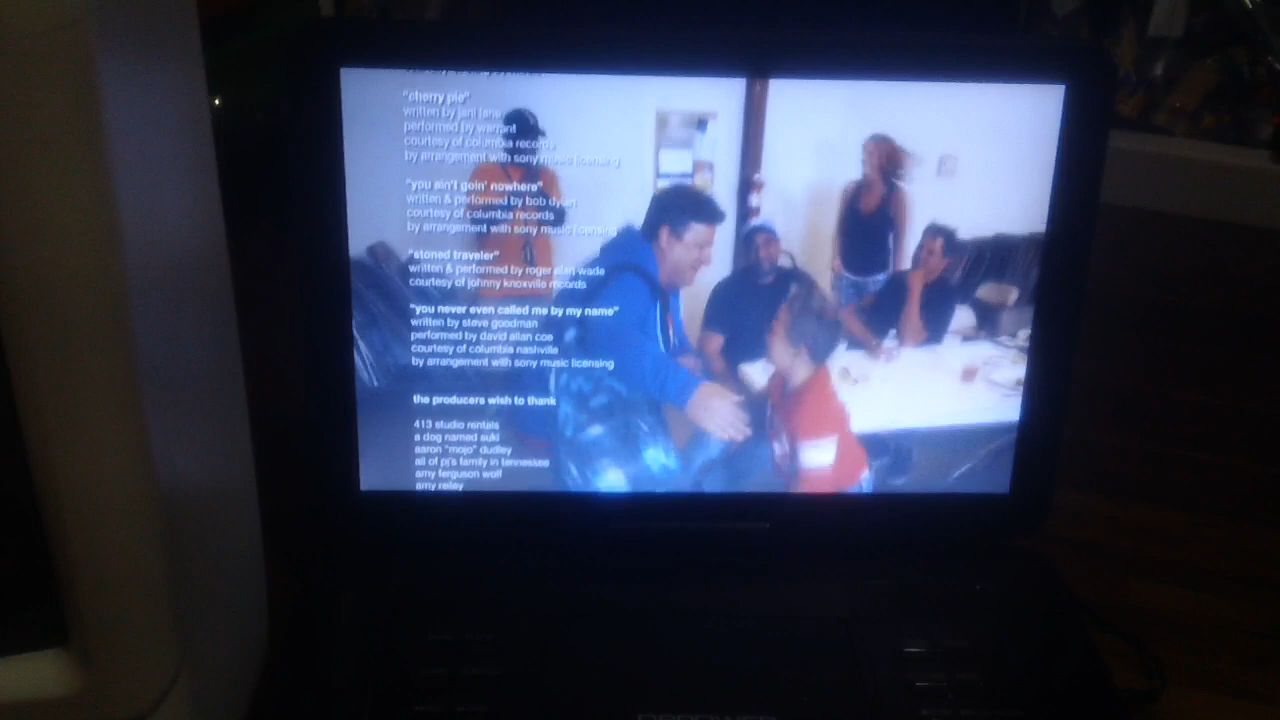 "cherry pie"
written by jani lane
performed by warrant
courtesy of columbia records
by arrangement with sony music licensing
"you ain't goin' nowhere"
written & performed by bob dylan
courtesy of columbia records
by arrangement with sony music licensing
"stoned traveler"
written & performed by roger alan wade
courtesy of johnny knoxville records
"you never even called me by my name"
written by steve goodman
performed by david allan coe
courtesy of columbia nashville
by arrangement with sony music licensing
the producers wish to thank
413 studio rentals
a dog named auki
aaron "mojo" dudley
all of pj's family in tennessee
amy ferguson wolf
amy reiley